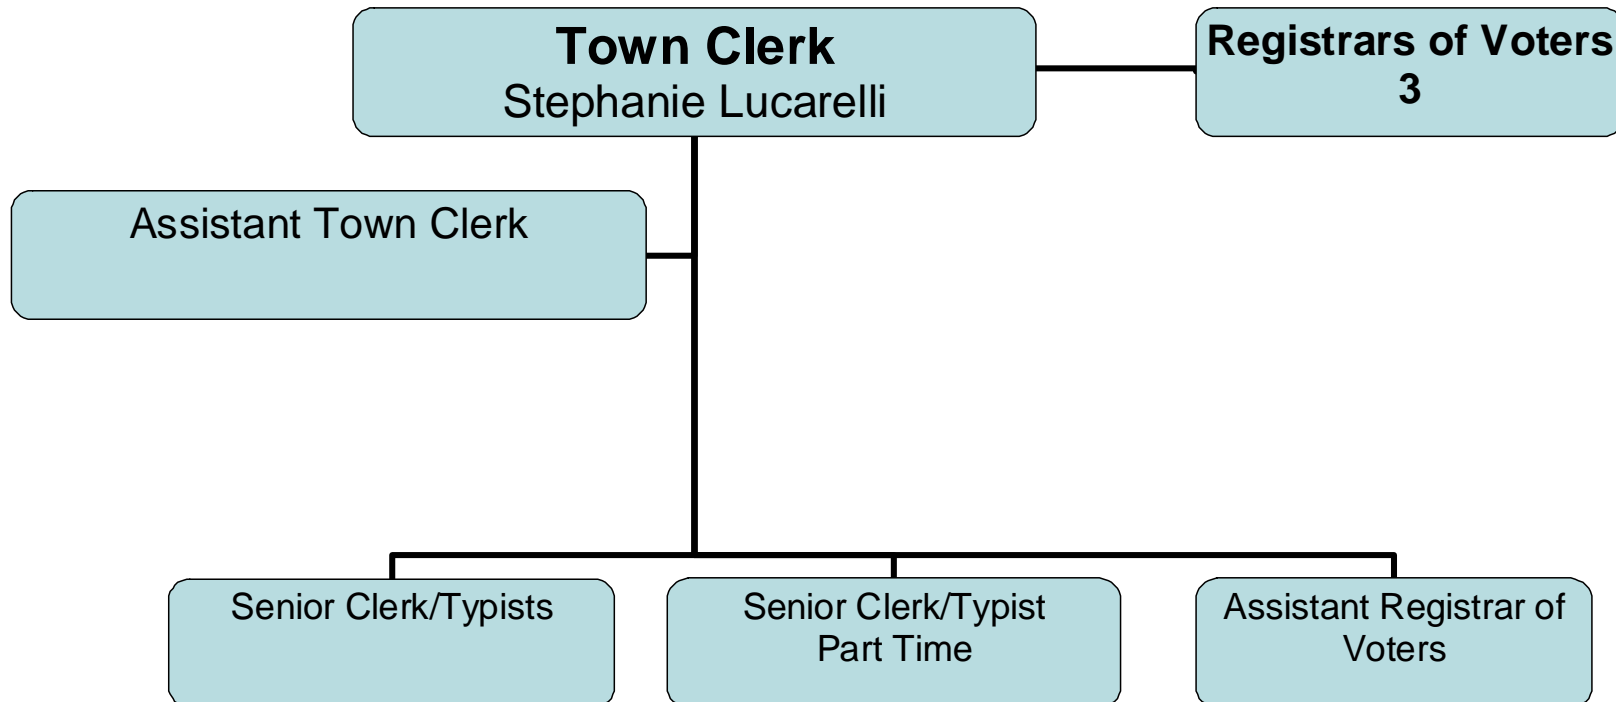 Town Clerk
Stephanie Lucarelli
Registrars of Voters
3
Assistant Town Clerk
Senior Clerk/Typists
Senior Clerk/Typist
Part Time
Assistant Registrar of
Voters